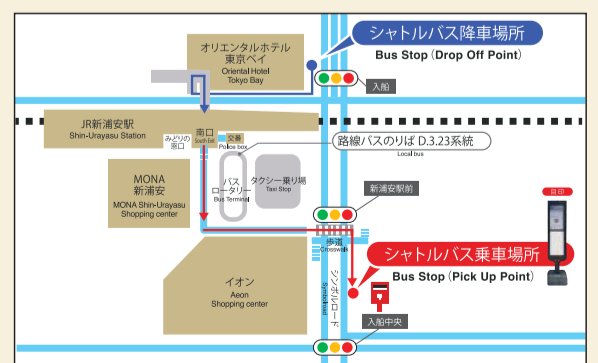 シャトルバス降車場所
Bus Stop (Drop Off Point)
オリエンタルホテル
東京ベイ
Oriental Hotel
Tokyo Bay
入船
JR新浦安駅
Shin-Urayasu Station
みどりの
窓口
南口
South Exit
交番
Police box
路線バスのりば D.3.23系統
Local bus
MONA
新浦安
MONA Shin-Urayasu
Shopping center
バス
ロータリー
Bus Terminal
タクシー乗り場
Taxi Stop
新浦安駅前
目印
歩道
Crosswalk
シャトルバス乗車場所
Bus Stop (Pick Up Point)
イオン
Aeon
Shopping center
シンボルロード
Symbolroad
入船中央